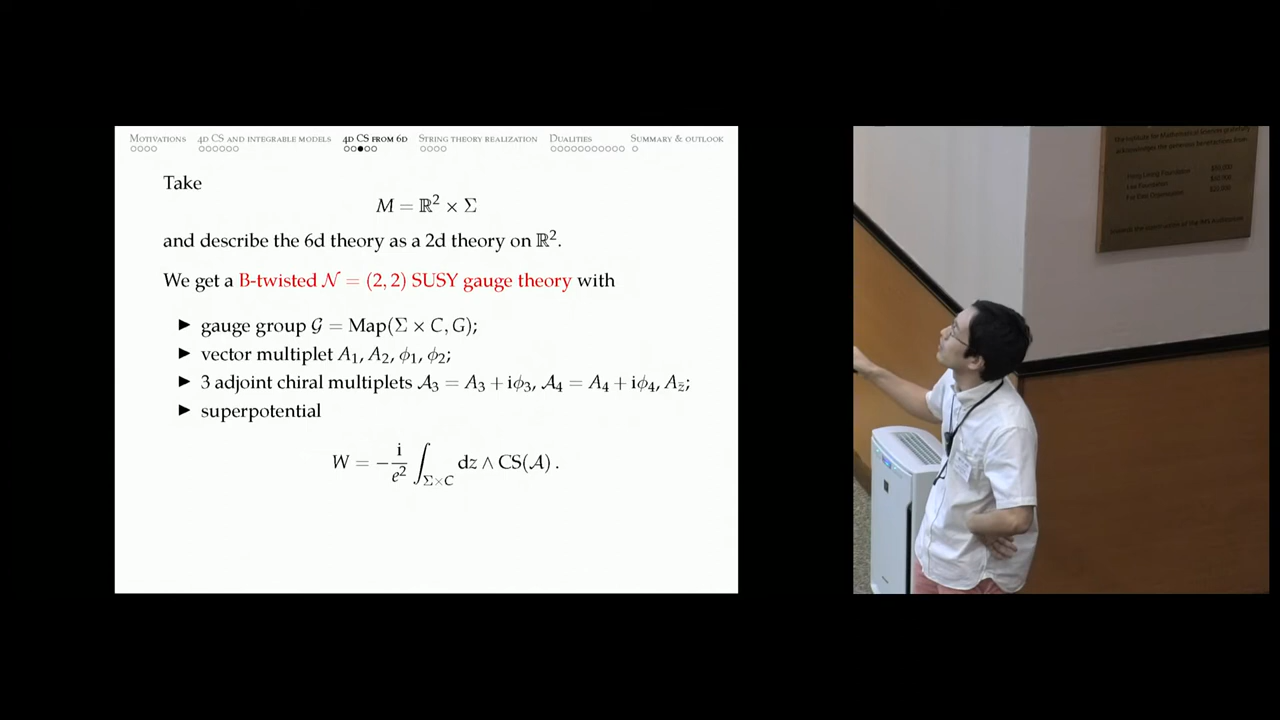 MOTIVATIONS 4D CS AND INTEGRABLE MODELS 4D CS FROM 6D STRING THEORY REALIZATION DUALITIES SUMMARY & OUTLOOK
Take
M = ℝ² × Σ
and describe the 6d theory as a 2d theory on ℝ².
We get a B-twisted 𝒩 = (2, 2) SUSY gauge theory with
► gauge group 𝒢 = Map(Σ × C, G);
► vector multiplet A₁, A₂, ϕ₁, ϕ₂;
► 3 adjoint chiral multiplets 𝒜₃ = A₃ + iϕ₃, 𝒜₄ = A₄ + iϕ₄, A_z̄;
► superpotential
W = −i/e² ∫_{Σ×C} dz ∧ CS(𝒜).
$50,000